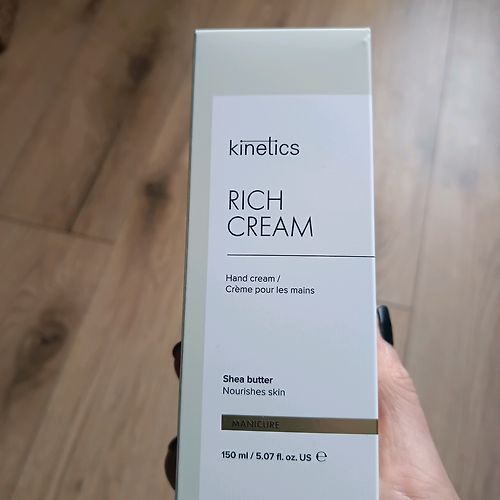 kinetics
RICH
CREAM
Hand cream /
Crème pour les mains
Shea butter
Nourishes skin
MANICURE
150 ml / 5.07 fl. oz. US ℮